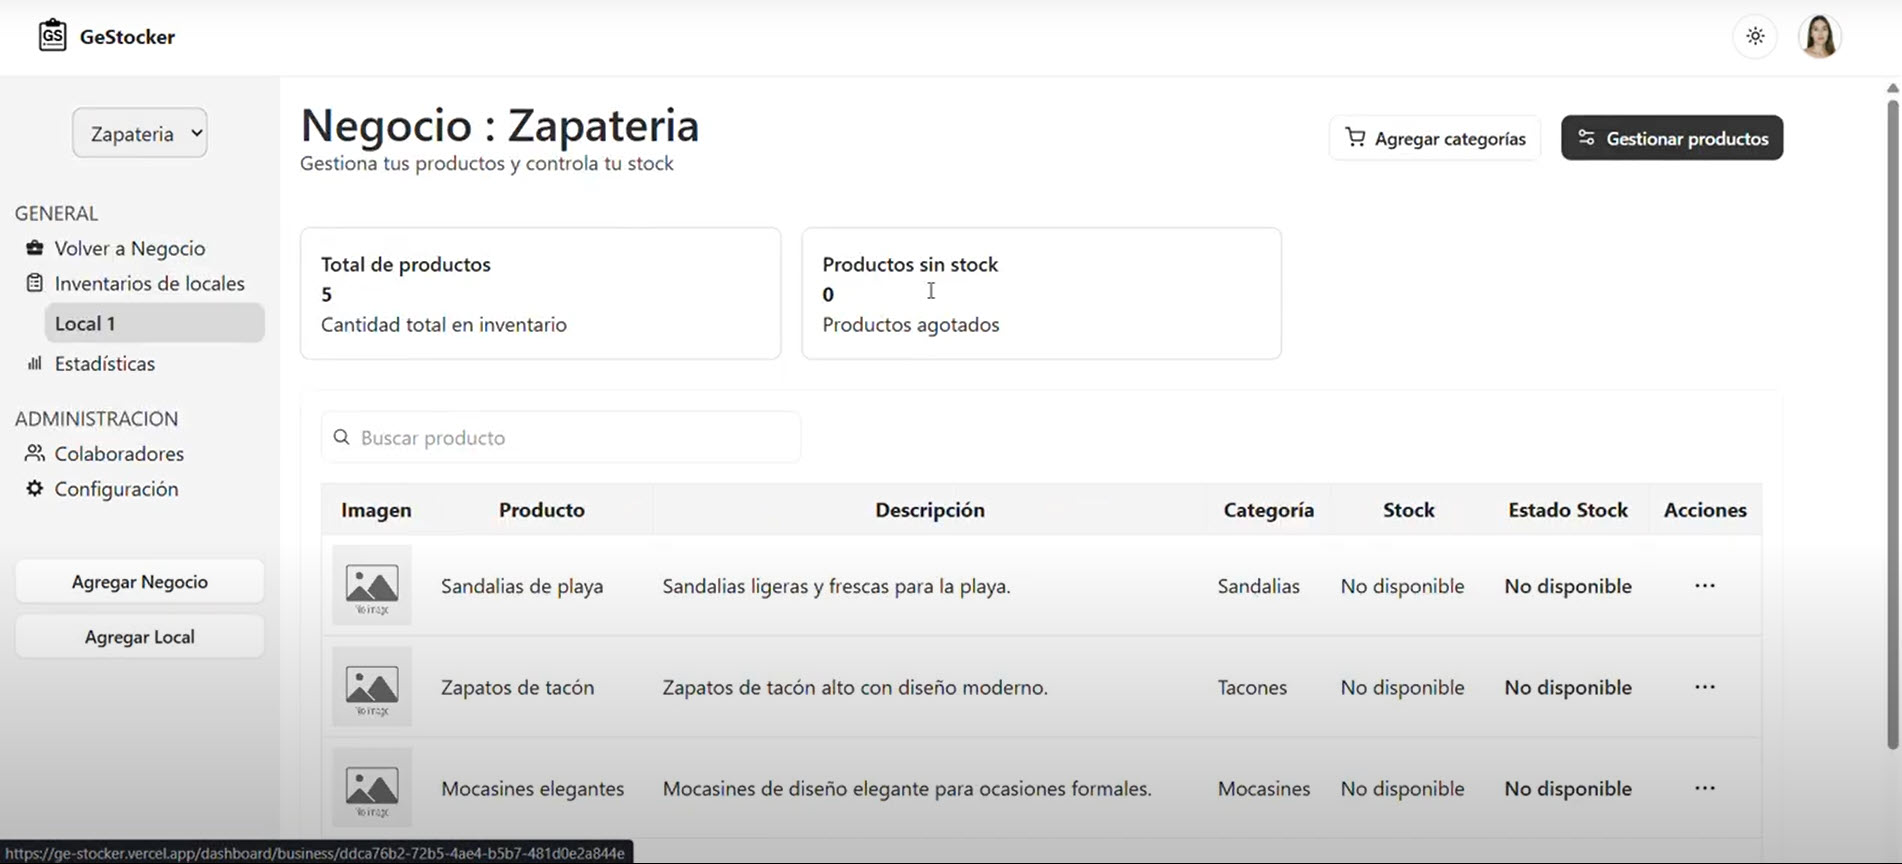 GS
GeStocker
Zapateria
GENERAL
Volver a Negocio
Inventarios de locales
Local 1
Estadísticas
ADMINISTRACION
Colaboradores
Configuración
Agregar Negocio
Agregar Local
Negocio : Zapateria
Gestiona tus productos y controla tu stock
Agregar categorías
Gestionar productos
Total de productos
5
Cantidad total en inventario
Productos sin stock
0
Productos agotados
Buscar producto
Imagen Producto Descripción Categoría Stock Estado Stock Acciones
No image Sandalias de playa Sandalias ligeras y frescas para la playa. Sandalias No disponible No disponible ...
No image Zapatos de tacón Zapatos de tacón alto con diseño moderno. Tacones No disponible No disponible ...
No image Mocasines elegantes Mocasines de diseño elegante para ocasiones formales. Mocasines No disponible No disponible ...
https://ge-stocker.vercel.app/dashboard/business/ddca76b2-72b5-4ae4-b5b7-481d0e2a844e